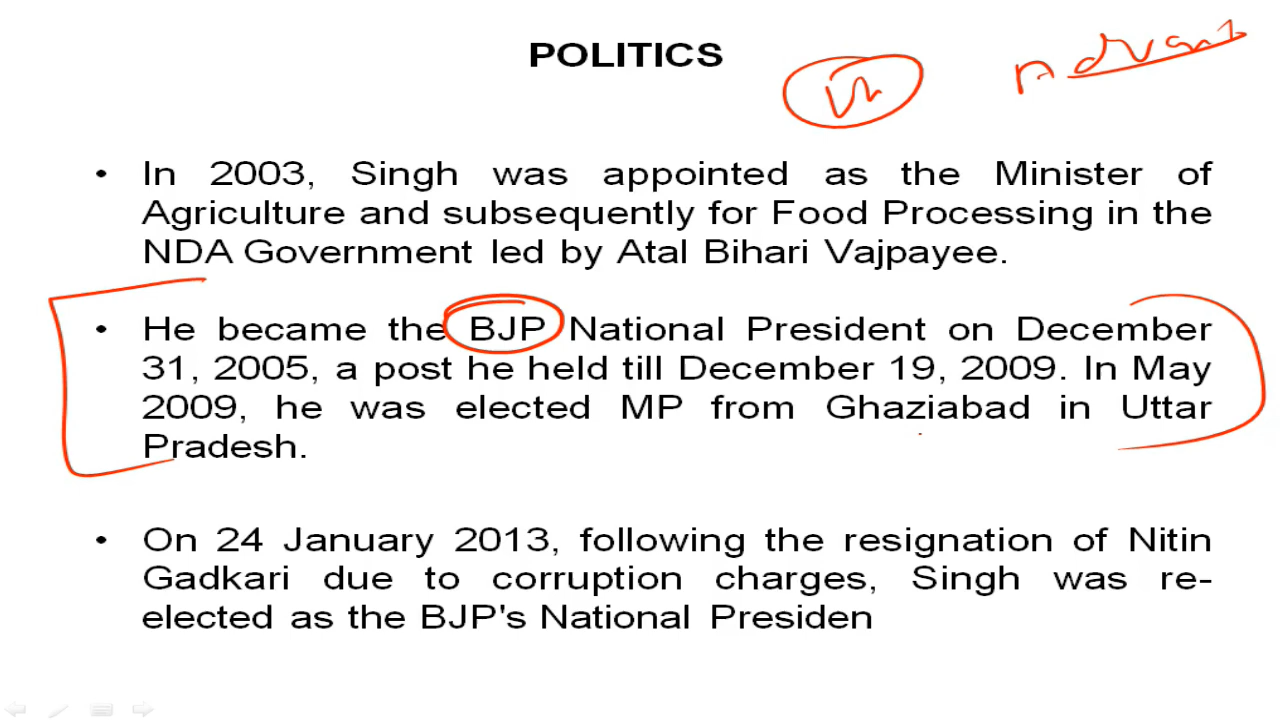 POLITICS
• In 2003, Singh was appointed as the Minister of
Agriculture and subsequently for Food Processing in the
NDA Government led by Atal Bihari Vajpayee.
• He became the BJP National President on December
31, 2005, a post he held till December 19, 2009. In May
2009, he was elected MP from Ghaziabad in Uttar
Pradesh.
• On 24 January 2013, following the resignation of Nitin
Gadkari due to corruption charges, Singh was re-
elected as the BJP's National Presiden